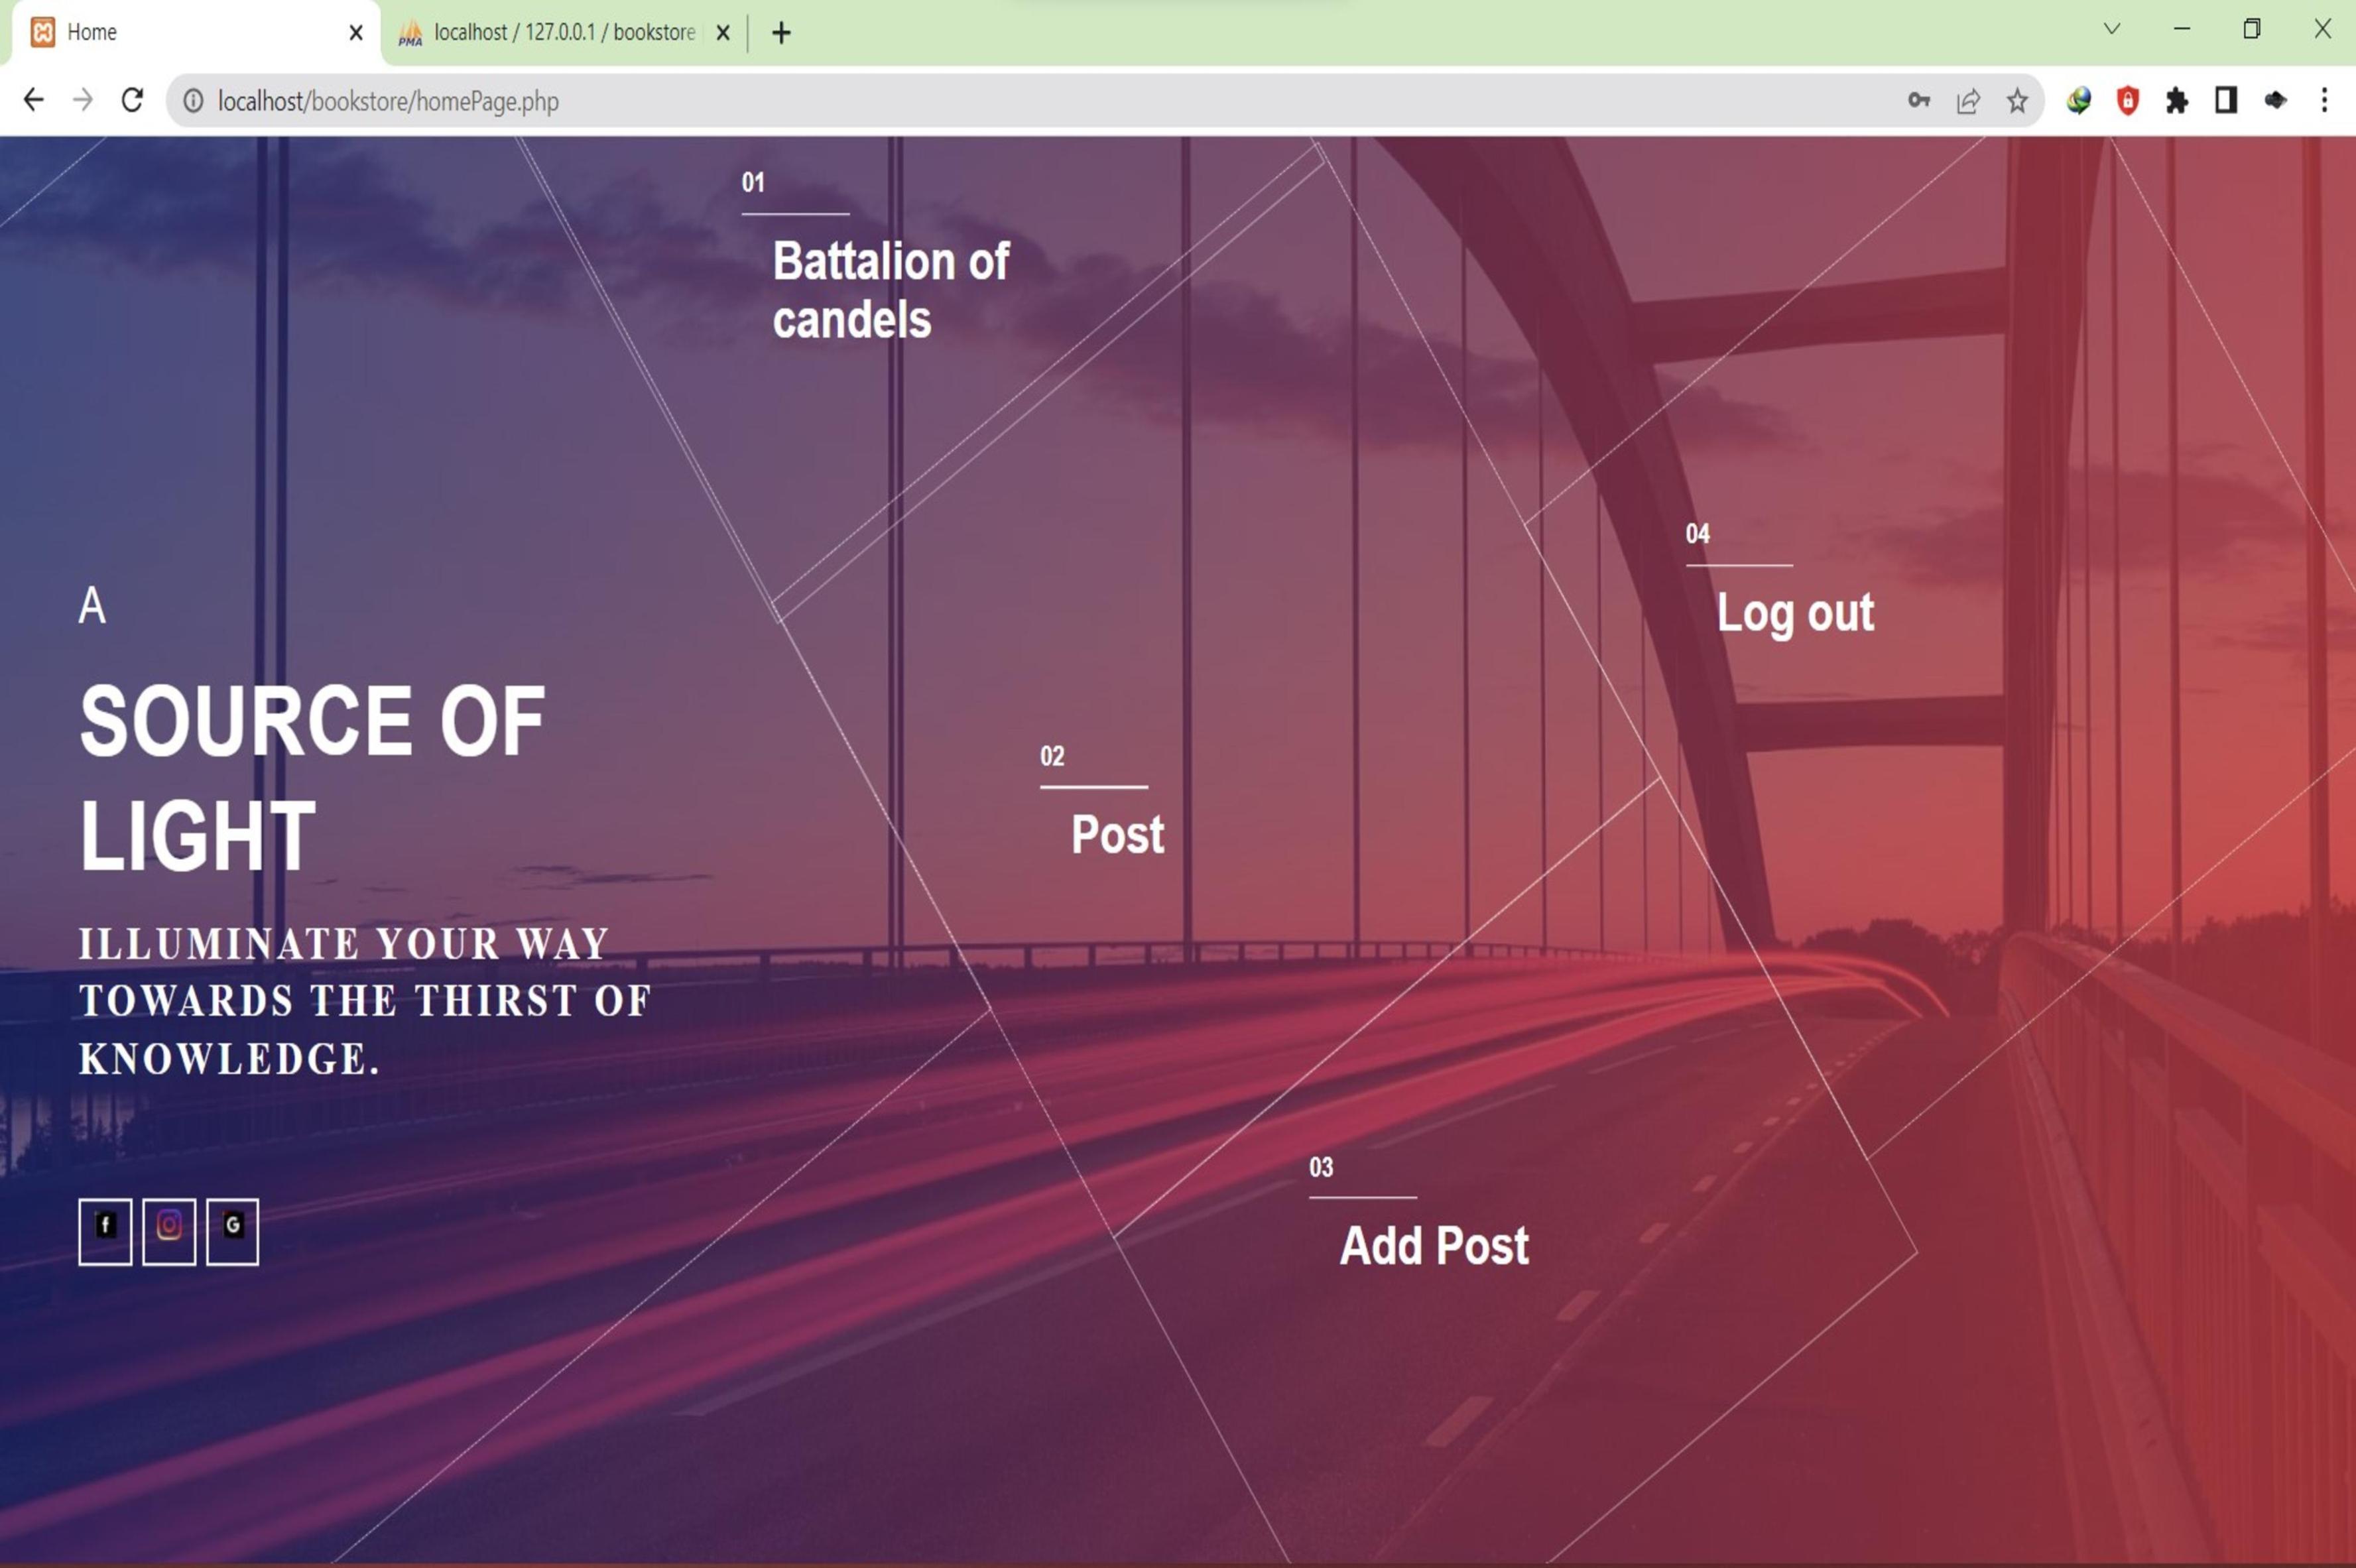 Home
PMA localhost / 127.0.0.1 / bookstore
localhost/bookstore/homePage.php
01
Battalion of
candels
04
Log out
A
SOURCE OF
LIGHT
02
Post
ILLUMINATE YOUR WAY
TOWARDS THE THIRST OF
KNOWLEDGE.
03
Add Post
f
G